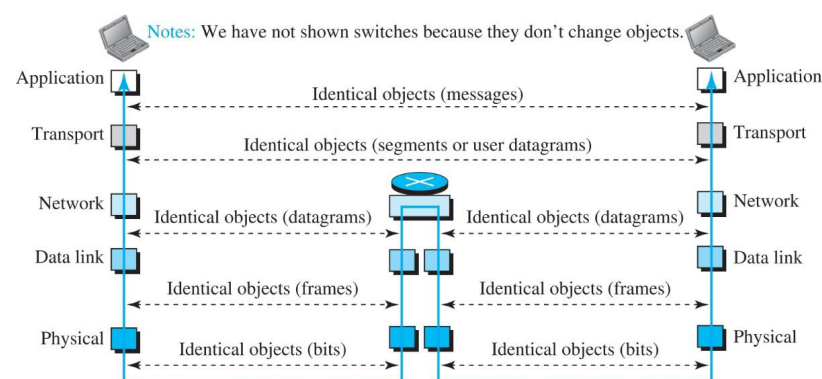 Notes: We have not shown switches because they don't change objects.
Application
Application
Identical objects (messages)
Transport
Transport
Identical objects (segments or user datagrams)
Network
Network
Identical objects (datagrams)
Identical objects (datagrams)
Data link
Data link
Identical objects (frames)
Identical objects (frames)
Physical
Physical
Identical objects (bits)
Identical objects (bits)